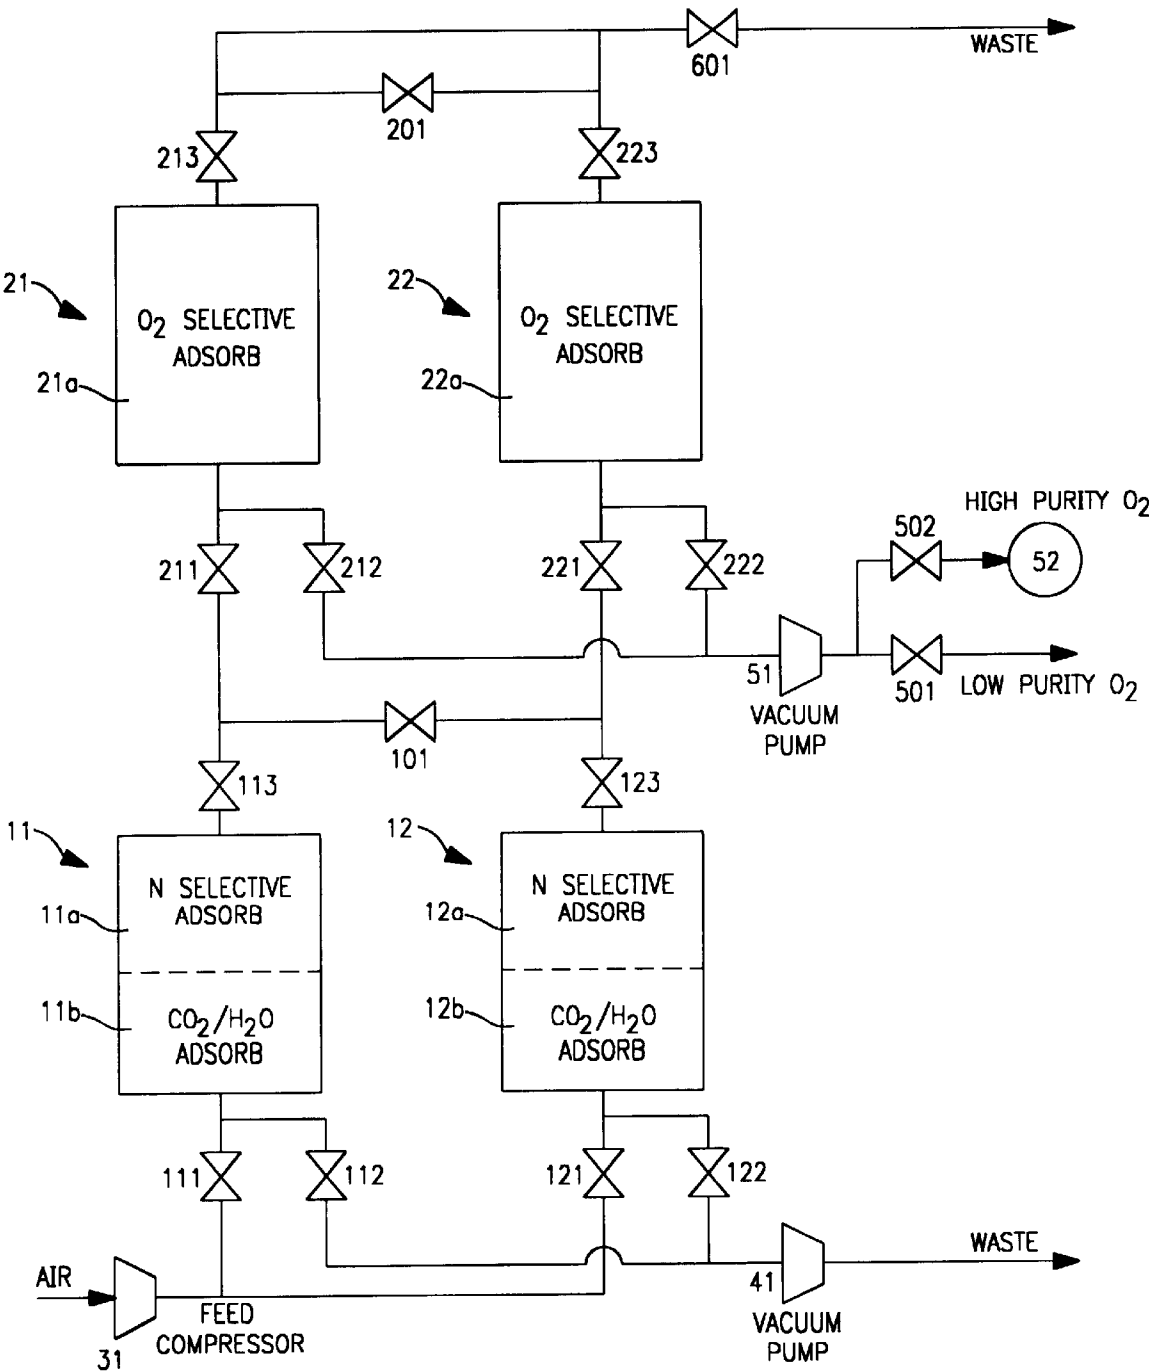 WASTE
601
201
213
223
21
22
O2 SELECTIVE
ADSORB
O2 SELECTIVE
ADSORB
21a
22a
HIGH PURITY O2
502
52
211
212
221
222
51
501
LOW PURITY O2
VACUUM
PUMP
101
113
123
11
12
N SELECTIVE
ADSORB
N SELECTIVE
ADSORB
11a
12a
11b
12b
CO2/H2O
ADSORB
CO2/H2O
ADSORB
111
112
121
122
WASTE
AIR
41
FEED
COMPRESSOR
VACUUM
PUMP
31